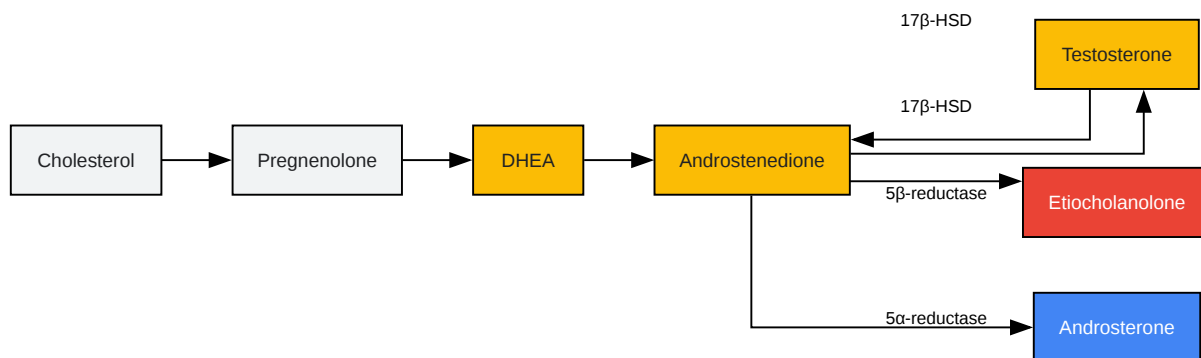 17β-HSD
Testosterone
17β-HSD
Cholesterol
Pregnenolone
DHEA
Androstenedione
5β-reductase
Etiocholanolone
5α-reductase
Androsterone